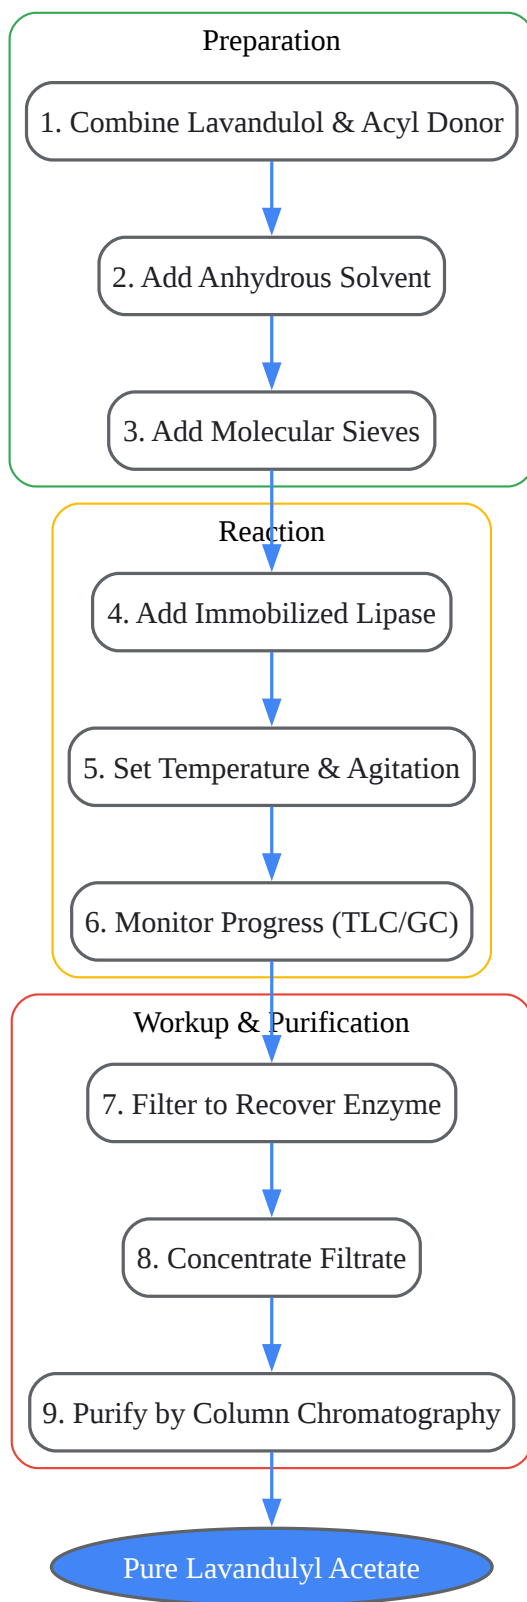 Preparation
1. Combine Lavandulol & Acyl Donor
2. Add Anhydrous Solvent
3. Add Molecular Sieves
Reaction
4. Add Immobilized Lipase
5. Set Temperature & Agitation
6. Monitor Progress (TLC/GC)
Workup & Purification
7. Filter to Recover Enzyme
8. Concentrate Filtrate
9. Purify by Column Chromatography
Pure Lavandulyl Acetate